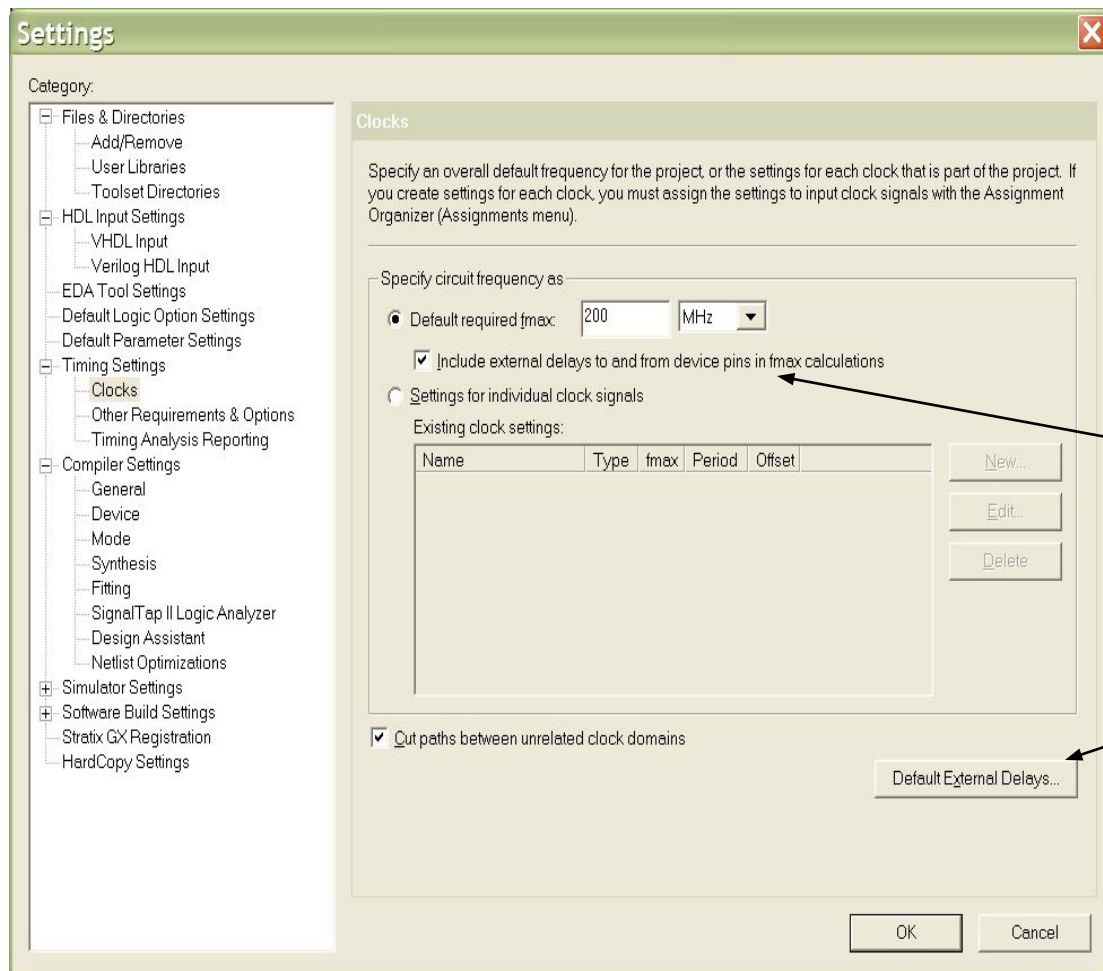 Settings
Category:
Files & Directories
Add/Remove
User Libraries
Toolset Directories
HDL Input Settings
VHDL Input
Verilog HDL Input
EDA Tool Settings
Default Logic Option Settings
Default Parameter Settings
Timing Settings
Clocks
Other Requirements & Options
Timing Analysis Reporting
Compiler Settings
General
Device
Mode
Synthesis
Fitting
SignalTap II Logic Analyzer
Design Assistant
Netlist Optimizations
Simulator Settings
Software Build Settings
Stratix GX Registration
HardCopy Settings
Clocks
Specify an overall default frequency for the project, or the settings for each clock that is part of the project. If
you create settings for each clock, you must assign the settings to input clock signals with the Assignment
Organizer (Assignments menu).
Specify circuit frequency as
Default required fmax: 200 MHz
Include external delays to and from device pins in fmax calculations
Settings for individual clock signals
Existing clock settings:
Name Type fmax Period Offset
New...
Edit...
Delete
Cut paths between unrelated clock domains
Default External Delays...
OK Cancel